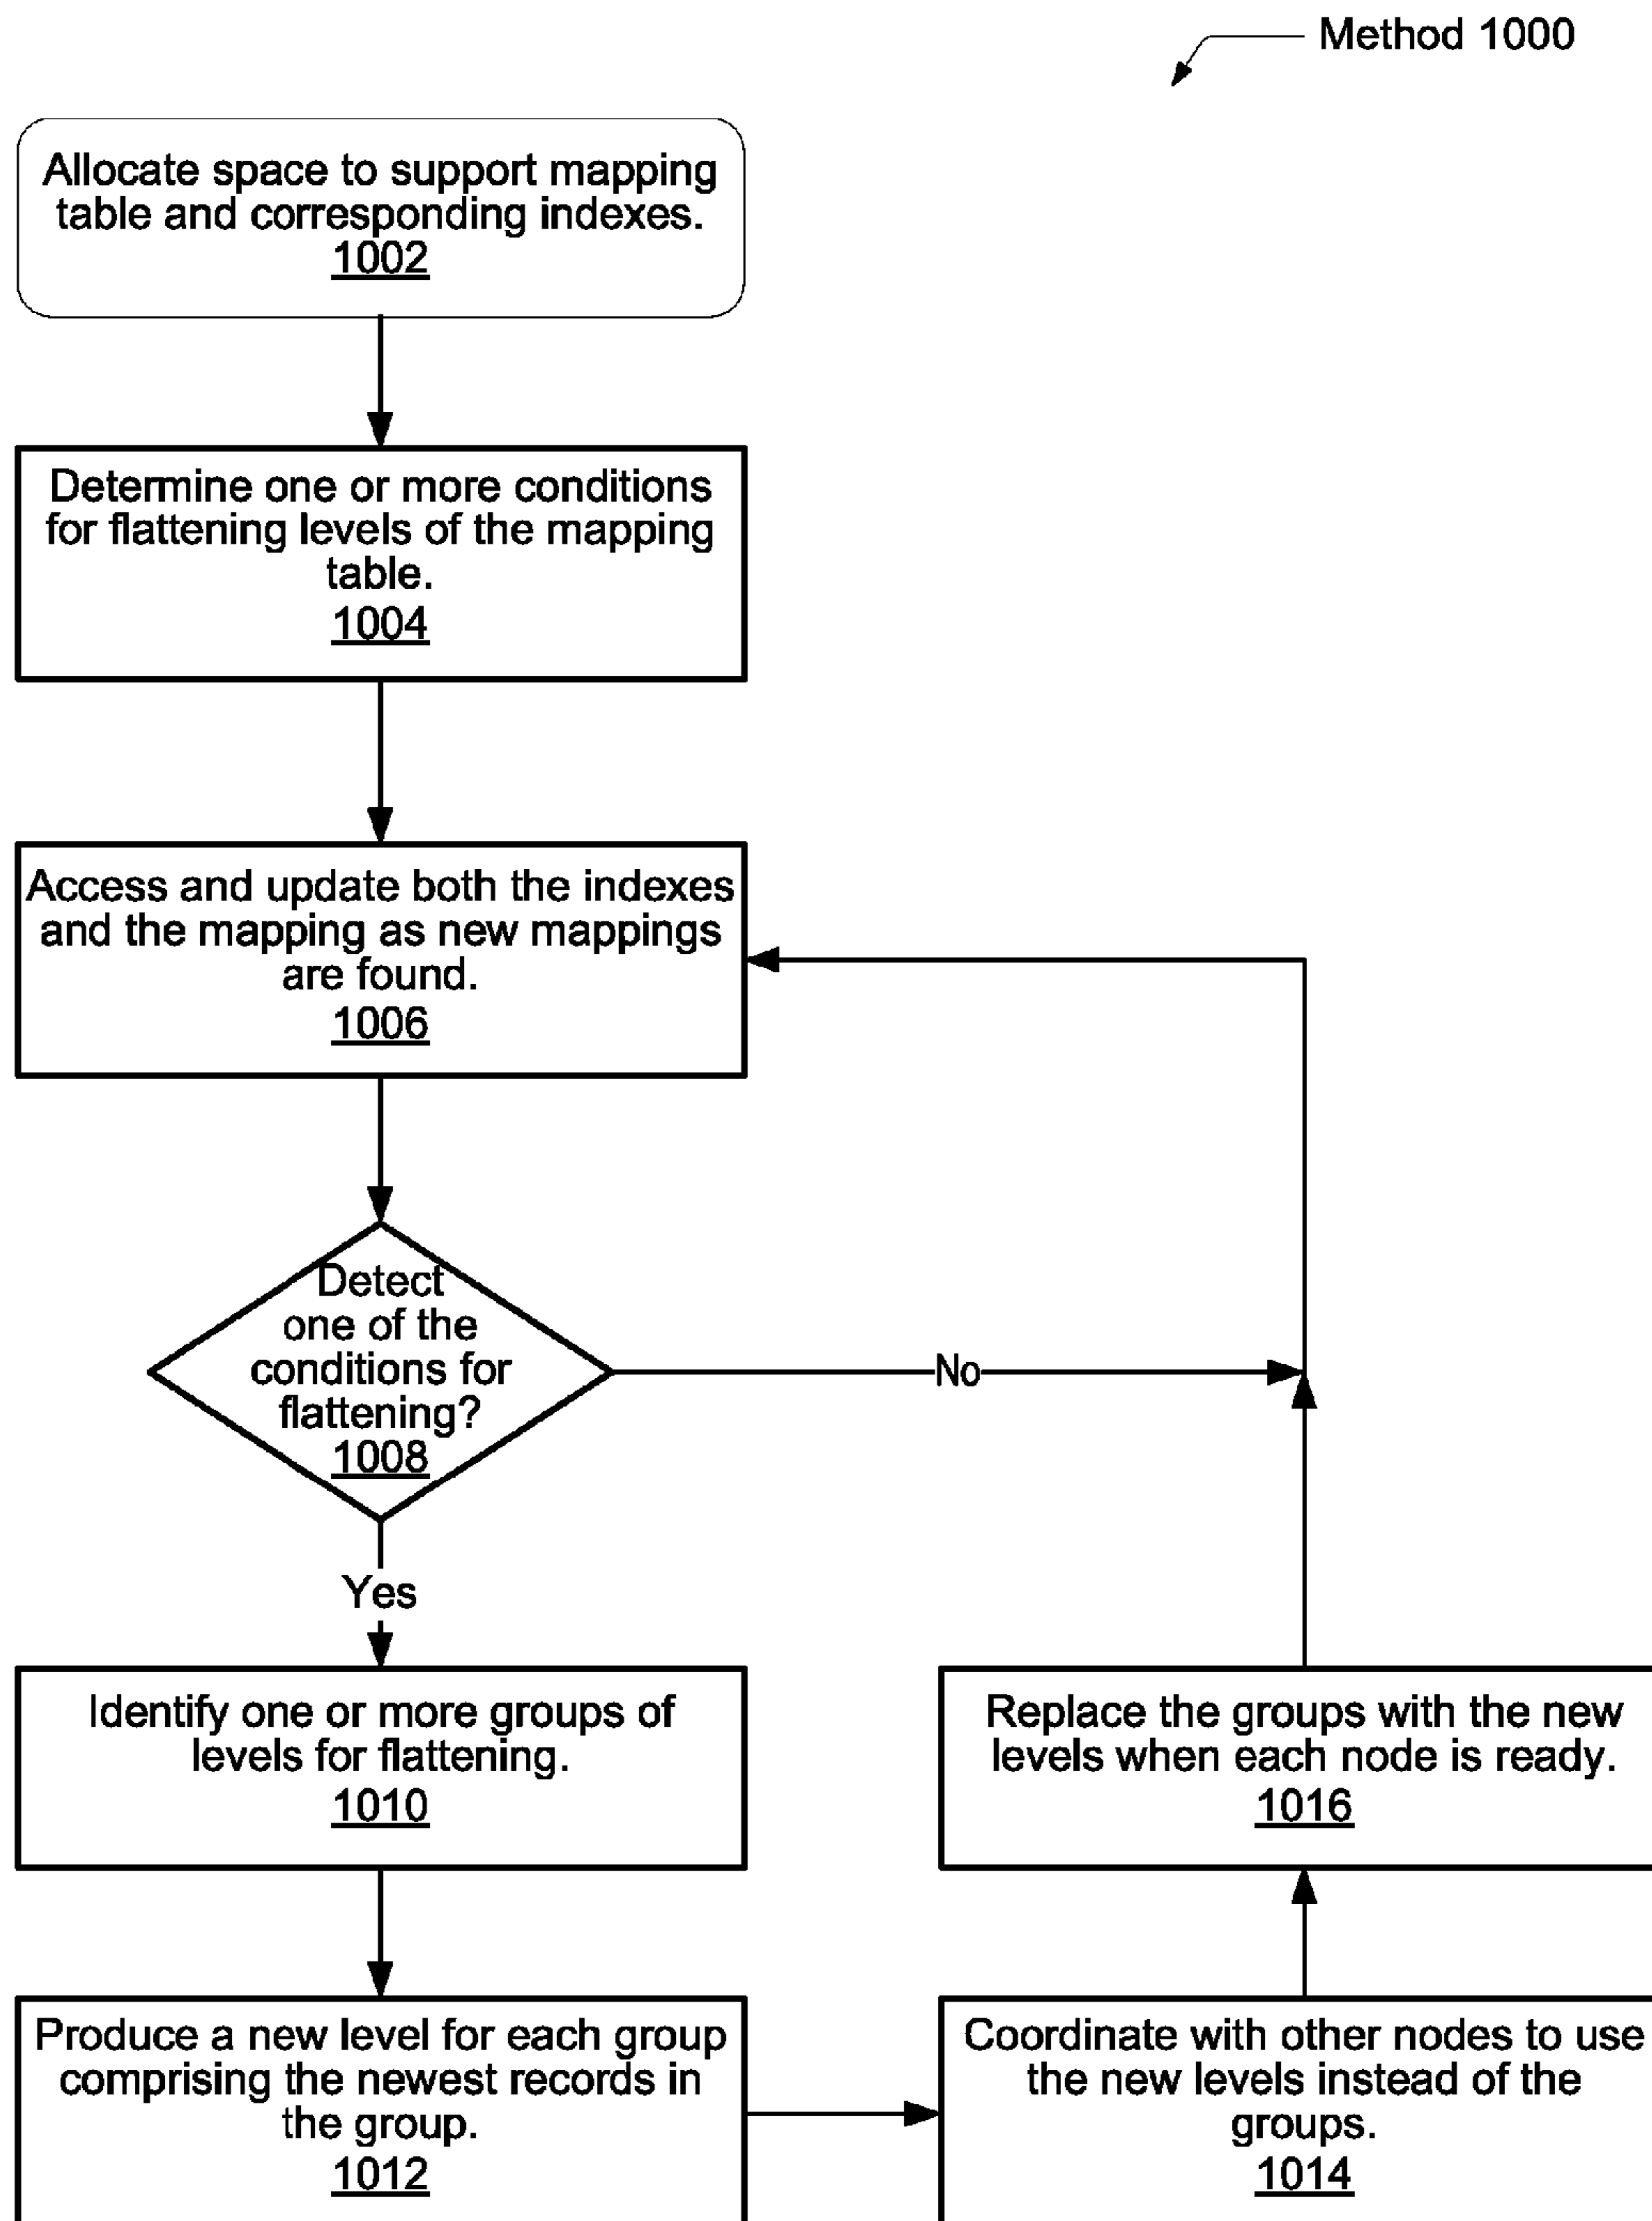 Method 1000
Allocate space to support mapping
table and corresponding indexes.
1002
Determine one or more conditions
for flattening levels of the mapping
table.
1004
Access and update both the indexes
and the mapping as new mappings
are found.
1006
Detect
one of the
conditions for
flattening?
1008
No
Yes
Identify one or more groups of
levels for flattening.
1010
Produce a new level for each group
comprising the newest records in
the group.
1012
Coordinate with other nodes to use
the new levels instead of the
groups.
1014
Replace the groups with the new
levels when each node is ready.
1016